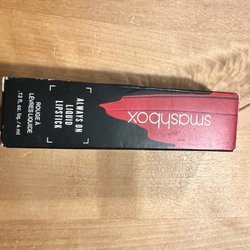 smashbox
ALWAYS ON
LIQUID
LIPSTICK
ROUGE À
LÈVRES LIQUIDE
.13 fl. oz. liq. / 4 ml